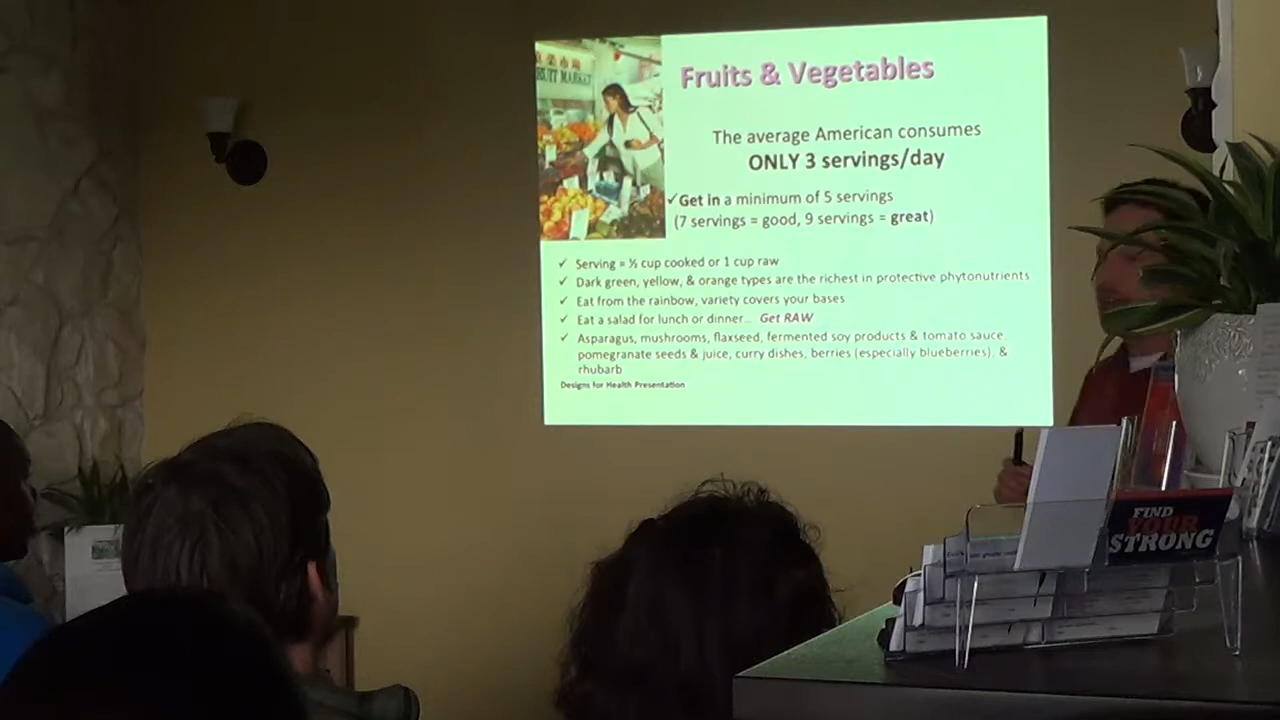 FRUIT MARKET
Fruits & Vegetables
The average American consumes
ONLY 3 servings/day
✓Get in a minimum of 5 servings
(7 servings = good, 9 servings = great)
✓ Serving = ½ cup cooked or 1 cup raw
✓ Dark green, yellow, & orange types are the richest in protective phytonutrients
✓ Eat from the rainbow, variety covers your bases
✓ Eat a salad for lunch or dinner... Get RAW
✓ Asparagus, mushrooms, flaxseed, fermented soy products & tomato sauce,
pomegranate seeds & juice, curry dishes, berries (especially blueberries), &
rhubarb
Designs for Health Presentation
FIND
YOUR
STRONG